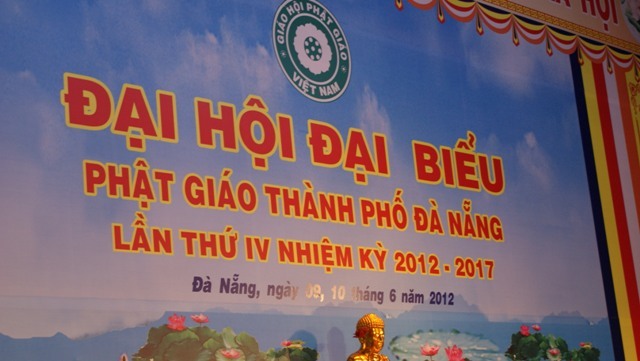 GIÁO HỘI PHẬT GIÁO
VIỆT NAM
ĐẠI HỘI ĐẠI BIỂU
PHẬT GIÁO THÀNH PHỐ ĐÀ NẴNG
LẦN THỨ IV NHIỆM KỲ 2012 - 2017
Đà Nẵng, ngày 09, 10 tháng 6 năm 2012
HỘI